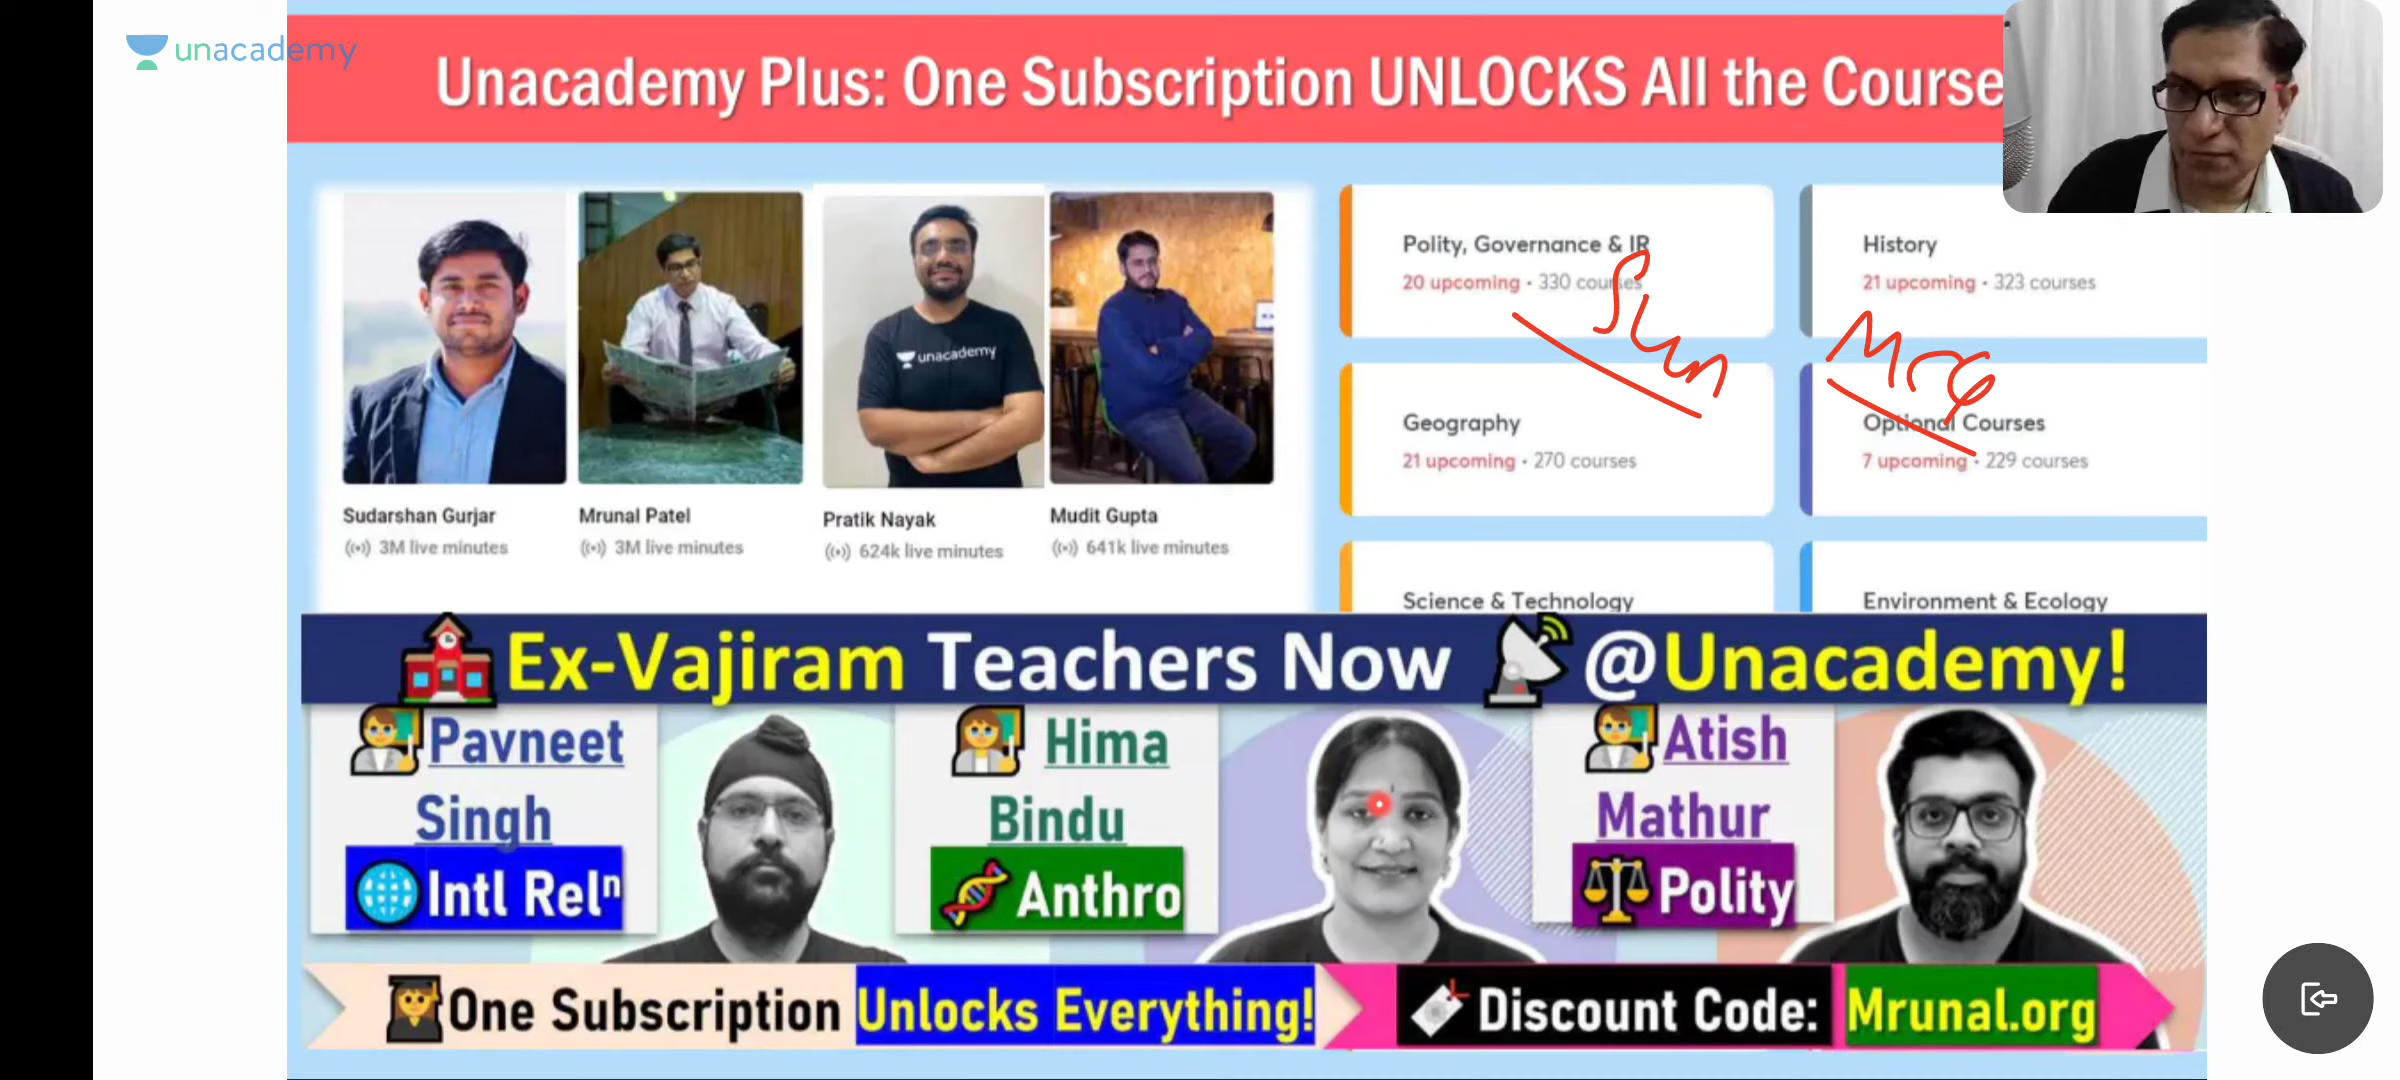 unacademy
Unacademy Plus: One Subscription UNLOCKS All the Course
unacademy
Sudarshan Gurjar
3M live minutes
Mrunal Patel
3M live minutes
Pratik Nayak
624k live minutes
Mudit Gupta
641k live minutes
Polity, Governance & IR
20 upcoming • 330 courses
History
21 upcoming • 323 courses
Geography
21 upcoming • 270 courses
Optional Courses
7 upcoming • 229 courses
Science & Technology
Environment & Ecology
Ex-Vajiram Teachers Now @Unacademy!
Pavneet
Singh
Intl Relⁿ
Hima
Bindu
Anthro
Atish
Mathur
Polity
One Subscription Unlocks Everything!
Discount Code: Mrunal.org